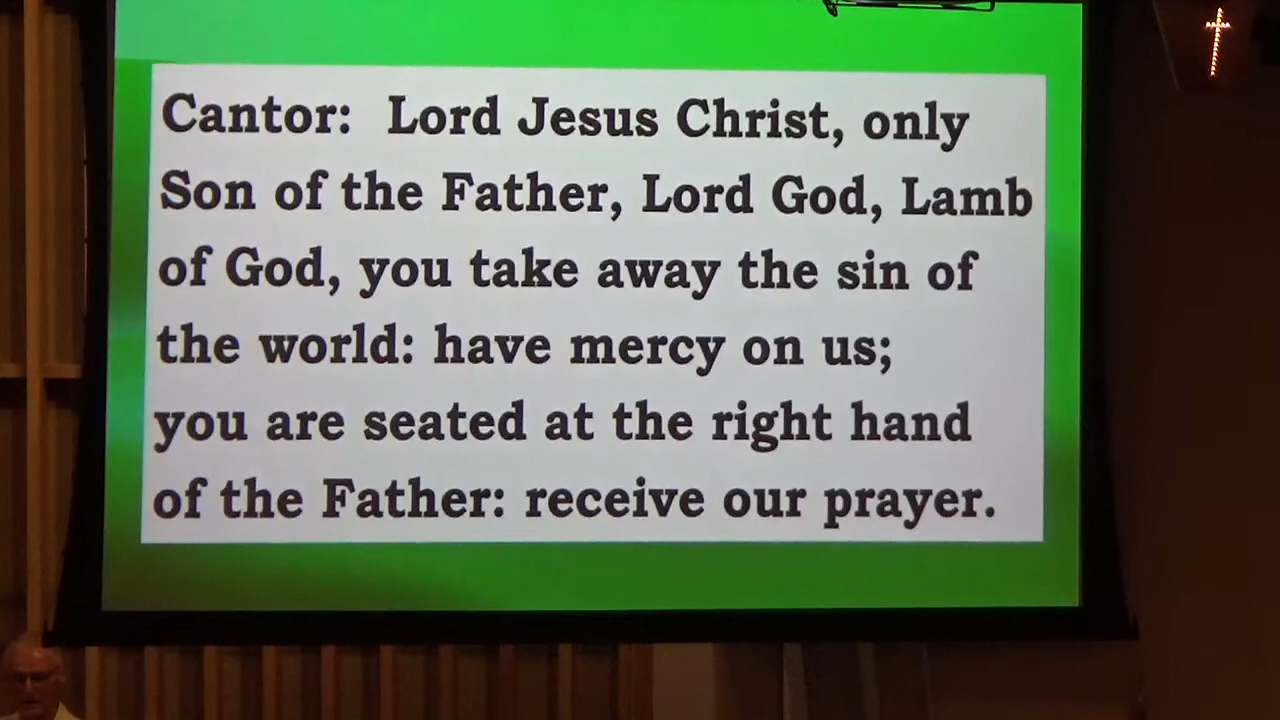 Cantor: Lord Jesus Christ, only
Son of the Father, Lord God, Lamb
of God, you take away the sin of
the world: have mercy on us;
you are seated at the right hand
of the Father: receive our prayer.